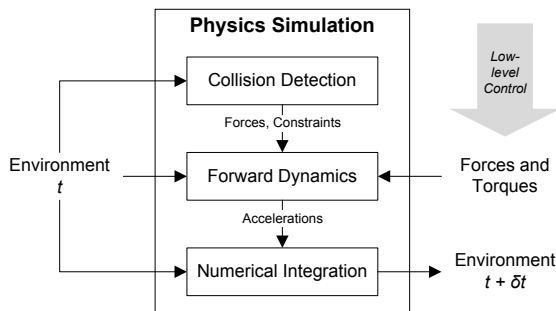 Physics Simulation
Collision Detection
Low-
level
Control
Forces, Constraints
Environment
t
Forward Dynamics
Forces and
Torques
Accelerations
Numerical Integration
Environment
t + δt